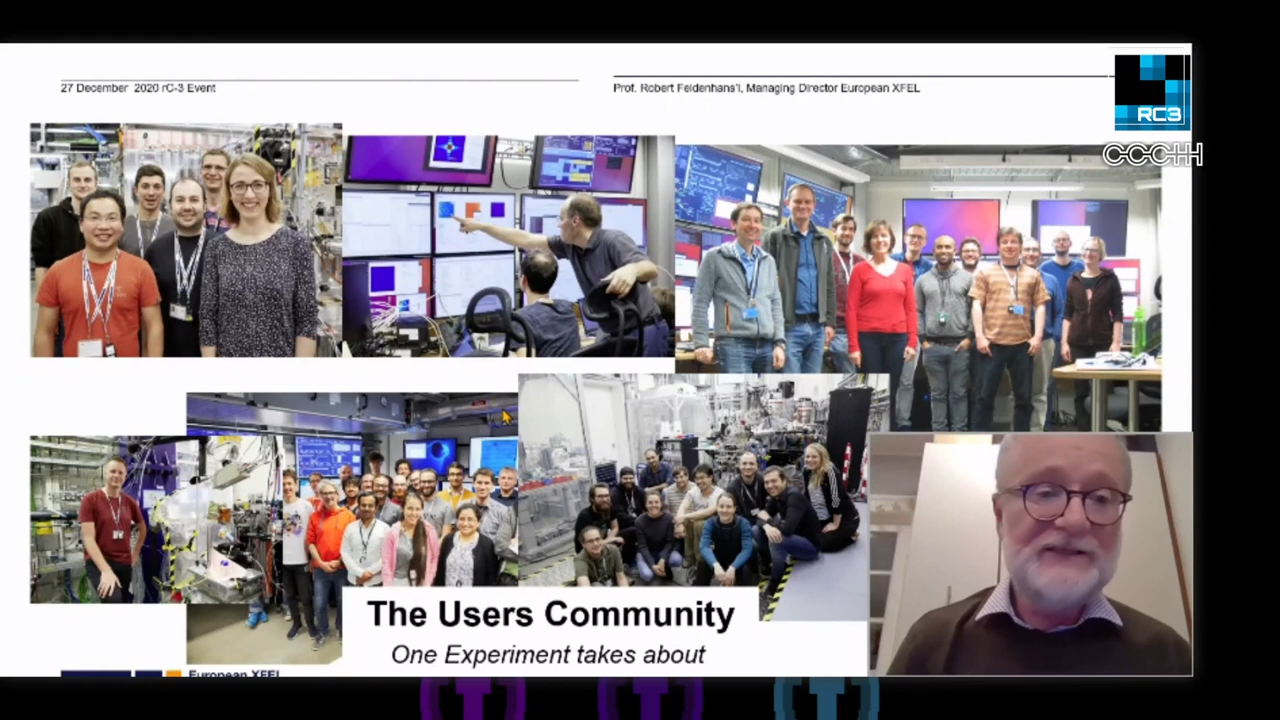 27 December 2020 rC-3 Event
Prof. Robert Feidenhans'l, Managing Director European XFEL
RC3
CCCHH
The Users Community
One Experiment takes about
European XFEL